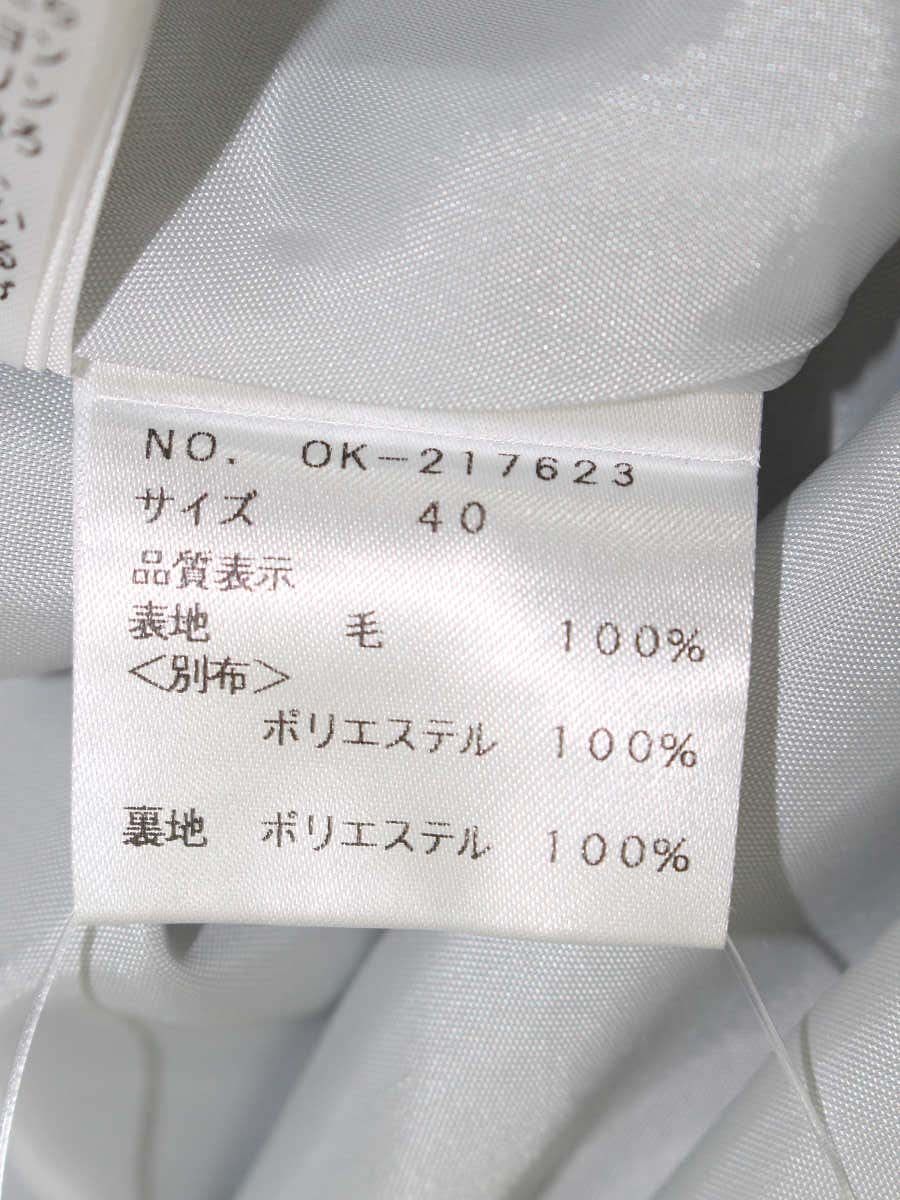 NO. OK-217623
サイズ 40
品質表示
表地 毛 100%
<別布>
ポリエステル 100%
裏地 ポリエステル 100%